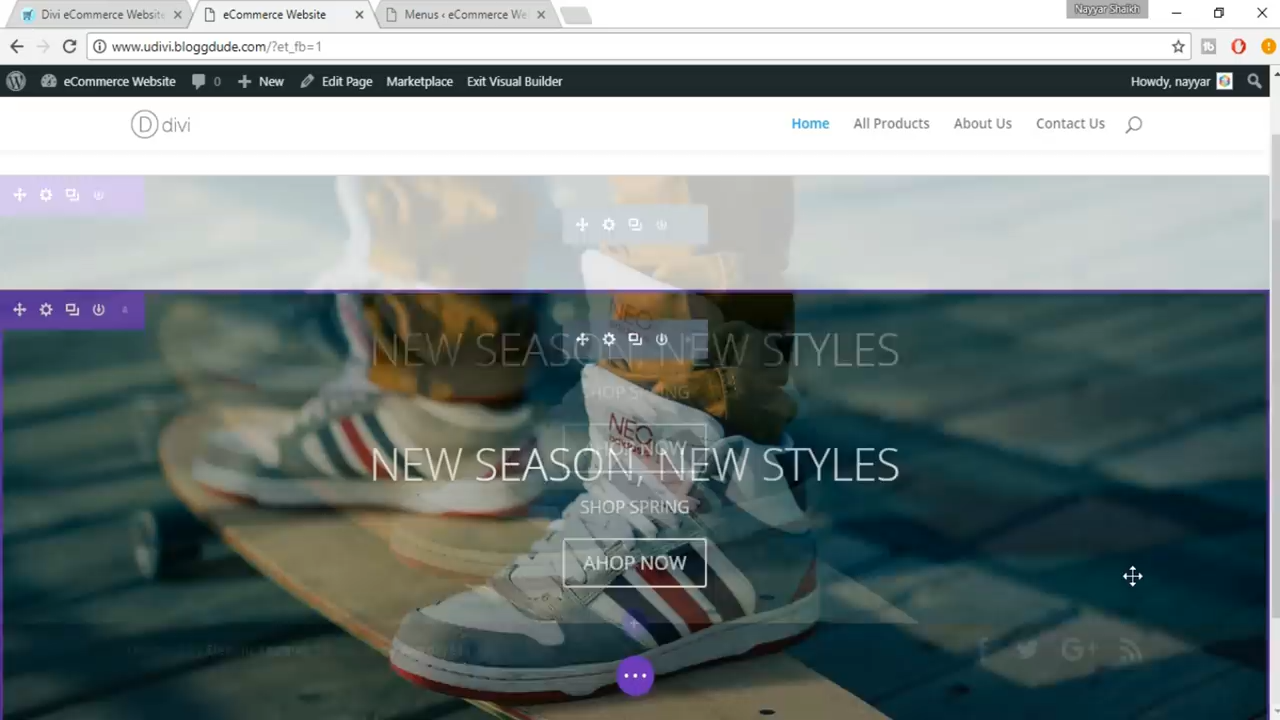 Divi eCommerce Website
eCommerce Website
Menus ‹ eCommerce We
Nayyar Shaikh
www.udivi.bloggdude.com/?et_fb=1
eCommerce Website
0
New
Edit Page
Marketplace
Exit Visual Builder
Howdy, nayyar
D divi
Home
All Products
About Us
Contact Us
NEW SEASON, NEW STYLES
SHOP SPRING
AHOP NOW
NEO
NEW SEASON, NEW STYLES
SHOP SPRING
AHOP NOW